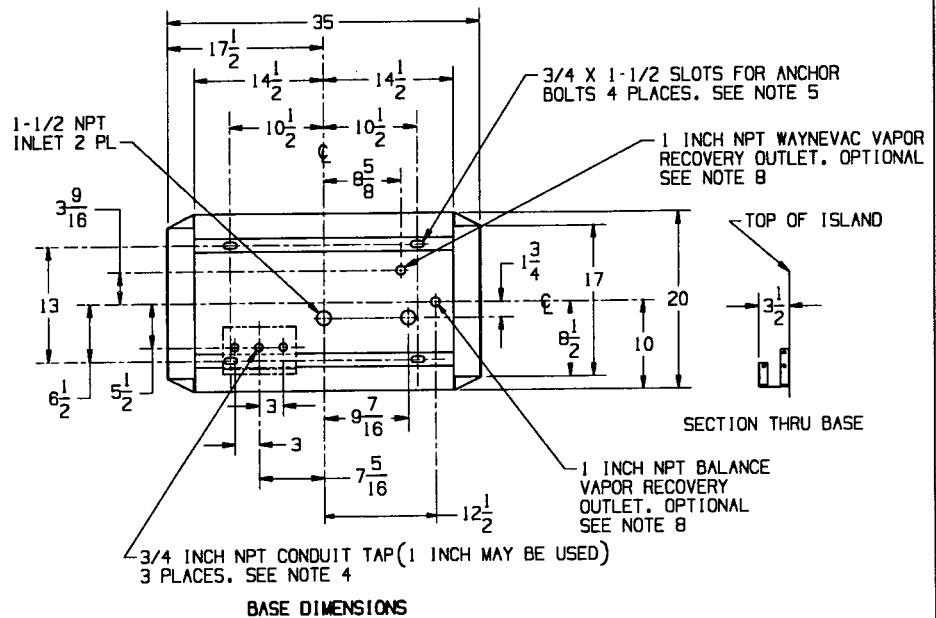 35
17 1/2
14 1/2
14 1/2
3/4 X 1-1/2 SLOTS FOR ANCHOR
BOLTS 4 PLACES. SEE NOTE 5
10 1/2
10 1/2
1-1/2 NPT
INLET 2 PL
℄
1 INCH NPT WAYNEVAC VAPOR
RECOVERY OUTLET. OPTIONAL
SEE NOTE 8
8 5/8
3 9/16
TOP OF ISLAND
1 3/4
13
17
20
℄
3 1/2
8 1/2
10
6 1/2
5 1/2
3
9 7/16
SECTION THRU BASE
3
7 5/16
1 INCH NPT BALANCE
VAPOR RECOVERY
OUTLET. OPTIONAL
SEE NOTE 8
12 1/2
3/4 INCH NPT CONDUIT TAP(1 INCH MAY BE USED)
3 PLACES. SEE NOTE 4
BASE DIMENSIONS